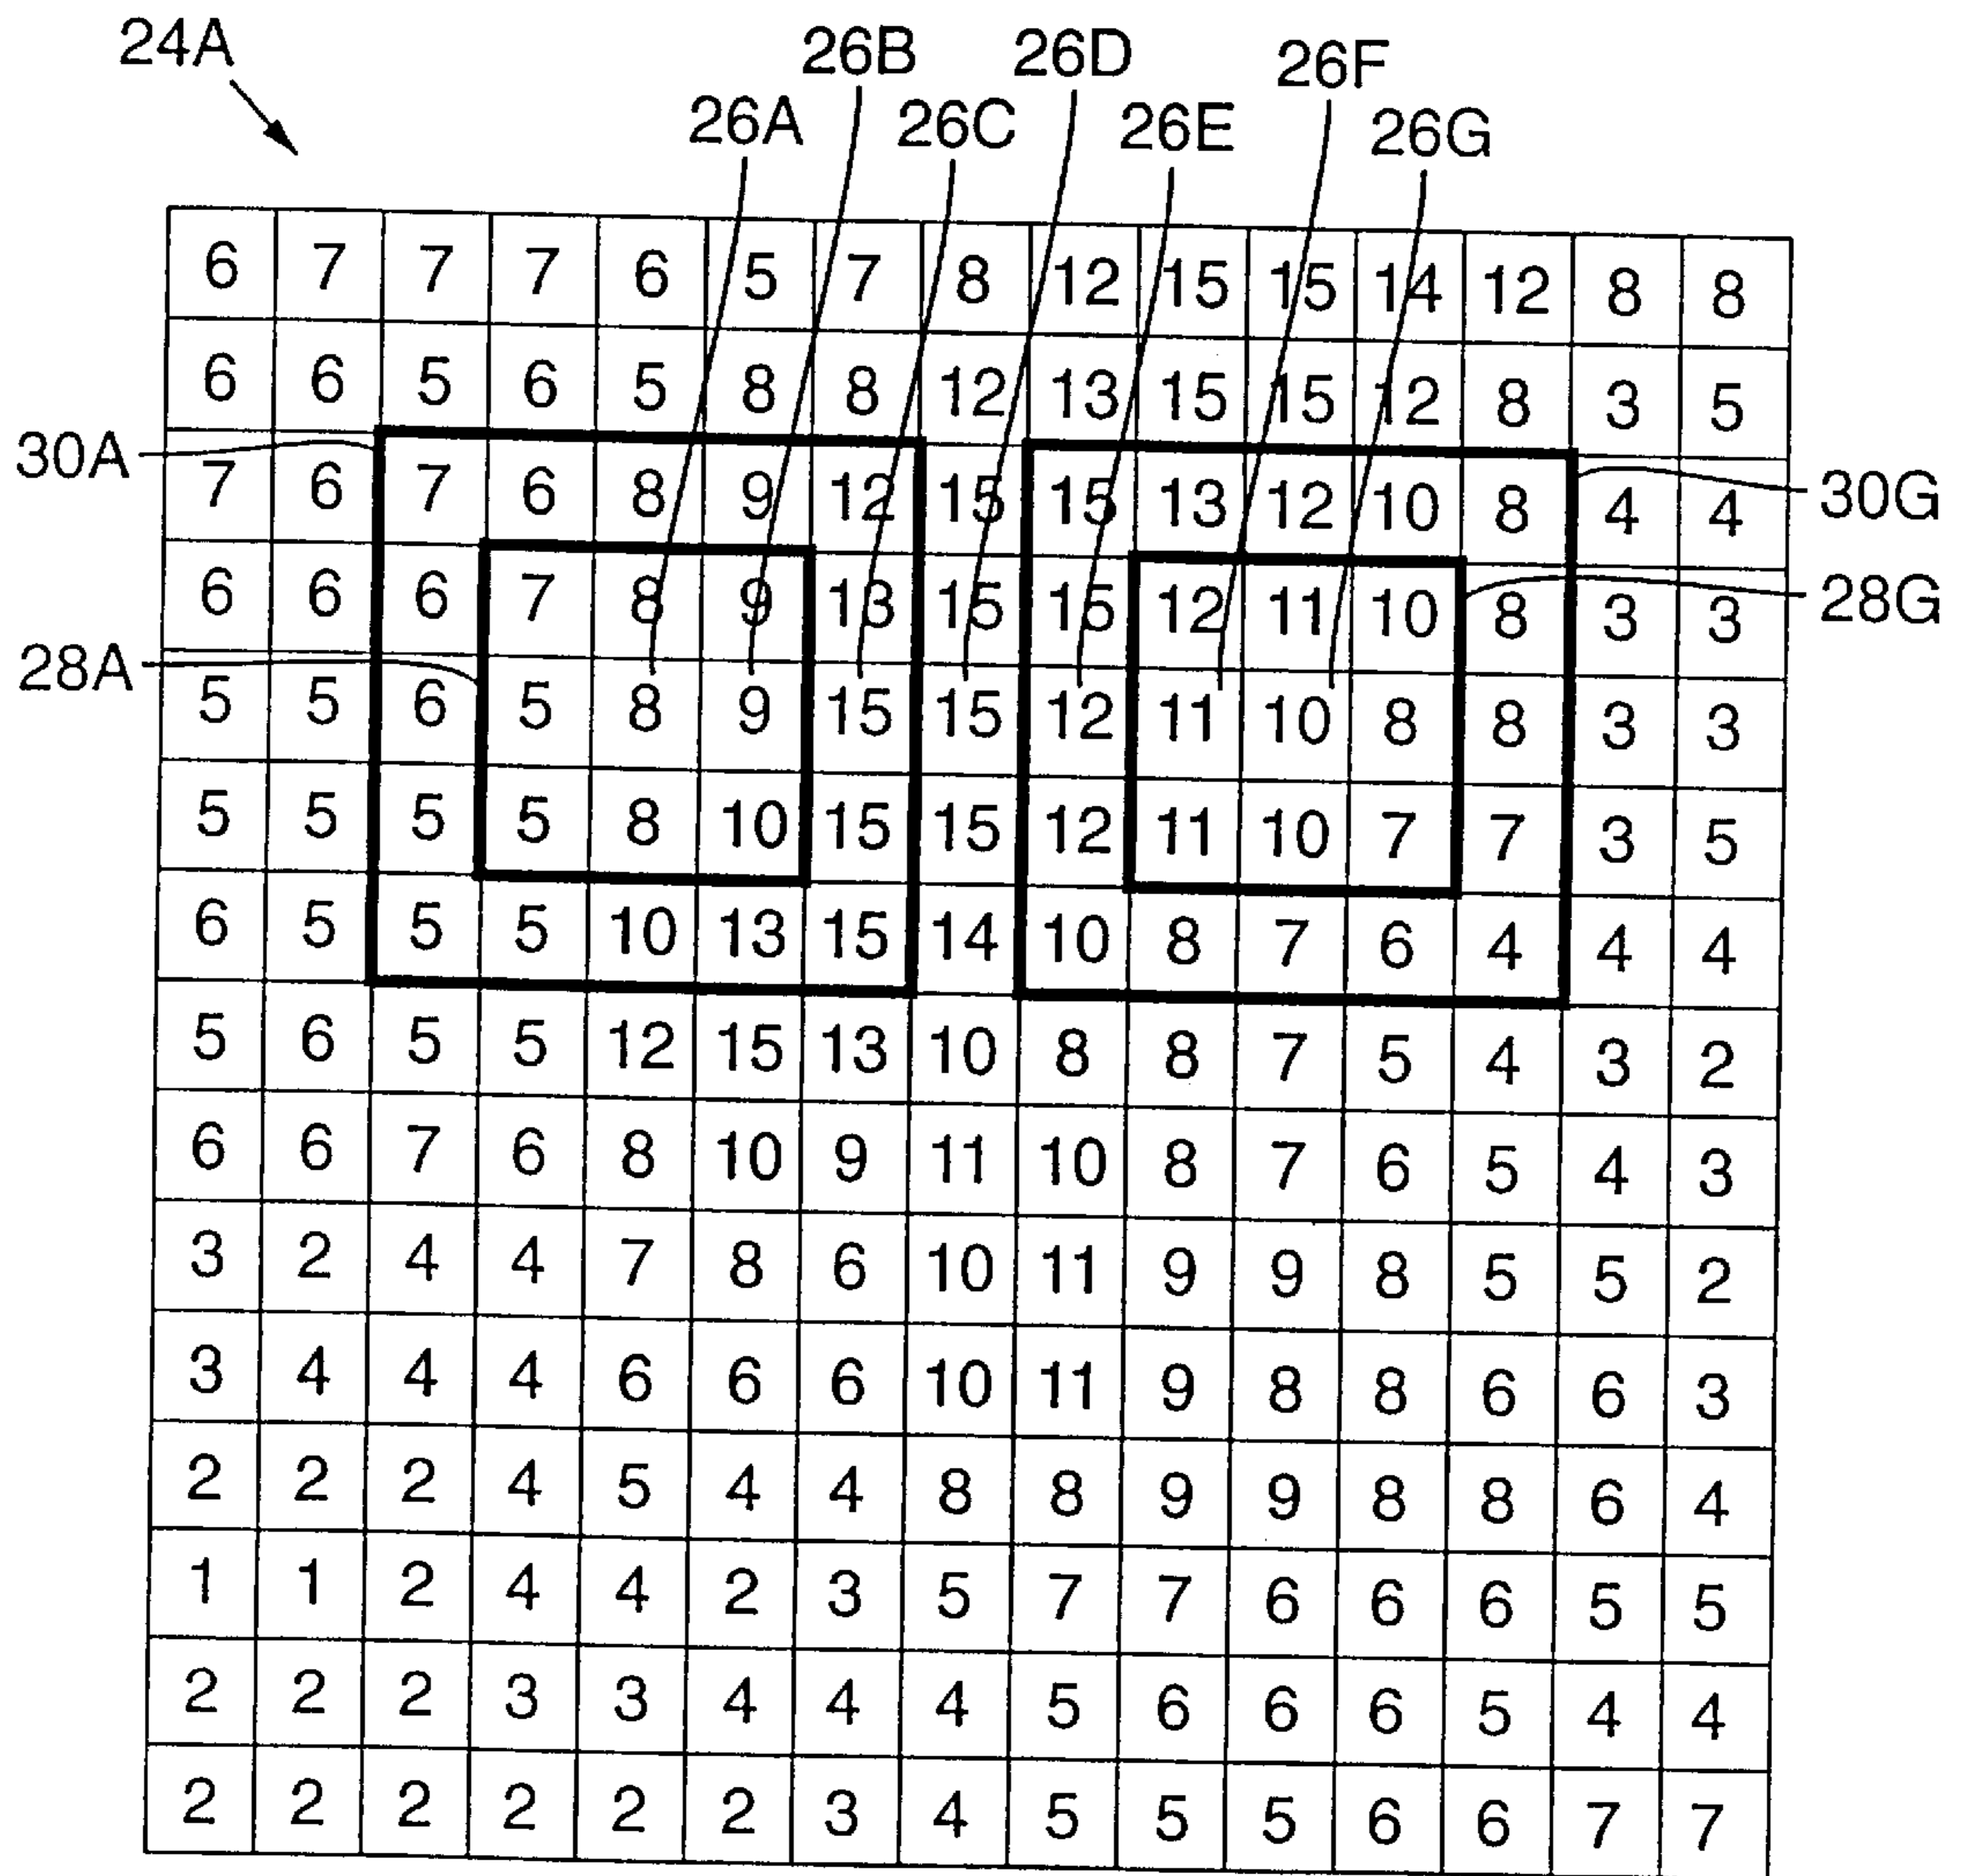 24A
26B 26D 26F
26A 26C 26E 26G
6 7 7 7 6 5 7 8 12 15 15 14 12 8 8
6 6 5 6 5 8 8 12 13 15 15 12 8 3 5
30A
7 6 7 6 8 9 12 15 15 13 12 10 8 4 4
30G
6 6 6 7 8 9 13 15 15 12 11 10 8 3 3
28G
28A
5 5 6 5 8 9 15 15 12 11 10 8 8 3 3
5 5 5 5 8 10 15 15 12 11 10 7 7 3 5
6 5 5 5 10 13 15 14 10 8 7 6 4 4 4
5 6 5 5 12 15 13 10 8 8 7 5 4 3 2
6 6 7 6 8 10 9 11 10 8 7 6 5 4 3
3 2 4 4 7 8 6 10 11 9 9 8 5 5 2
3 4 4 4 6 6 6 10 11 9 8 8 6 6 3
2 2 2 4 5 4 4 8 8 9 9 8 8 6 4
1 1 2 4 4 2 3 5 7 7 6 6 6 5 5
2 2 2 3 3 4 4 4 5 6 6 6 5 4 4
2 2 2 2 2 2 3 4 5 5 5 6 6 7 7